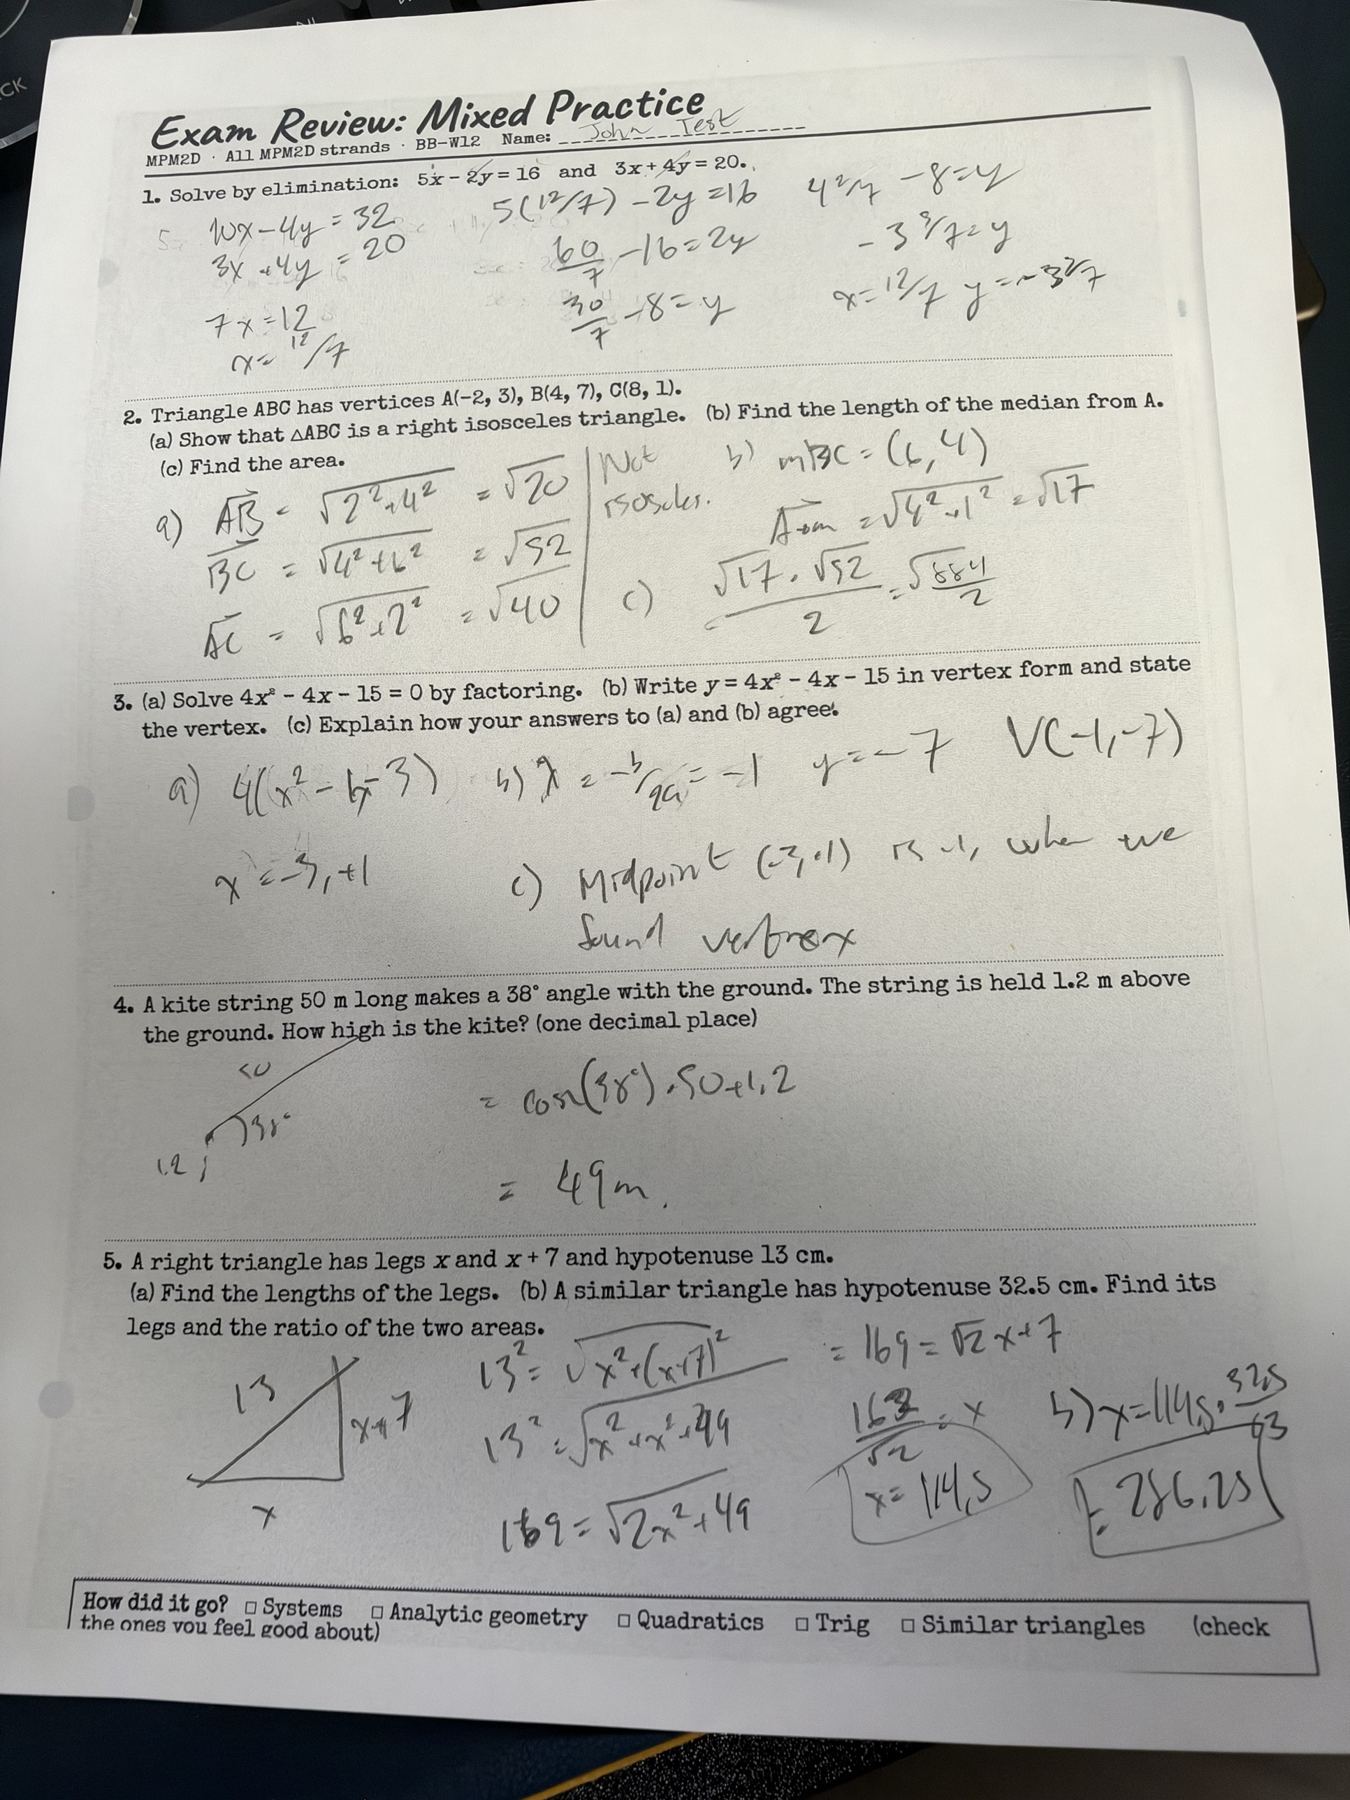 CK
Exam Review: Mixed Practice
MPM2D · All MPM2D strands · BB-W12 Name: John Test
1. Solve by elimination: 5x – 2y = 16 and 3x + 4y = 20.
10x-4y = 32
3x +4y = 20
7x = 12
x = 12/7
5(12/7) - 2y = 16
60/7 - 16 = 2y
30/7 - 8 = y
4 2/7 - 8 = y
x = 12/7
2. Triangle ABC has vertices A(−2, 3), B(4, 7), C(8, 1).
(a) Show that △ABC is a right isosceles triangle. (b) Find the length of the median from A.
(c) Find the area.
a) AB = √2²+4² = √20
BC = √4²+6² = √52
AC = √6²+2² = √40
Not
isosceles.
b) mBC = (6,4)
= √4²+1² = √17
c) √17 · √52 / 2 = √884 / 2
3. (a) Solve 4x² – 4x – 15 = 0 by factoring. (b) Write y = 4x² – 4x – 15 in vertex form and state
the vertex. (c) Explain how your answers to (a) and (b) agree.
a) 4(x² - -3)
x = -3, +1
b) x = -b/2a = -1 y = -7 V(-1,-7)
c) Midpoint (-3,+1) is -1, when we
found vertex
4. A kite string 50 m long makes a 38° angle with the ground. The string is held 1.2 m above
the ground. How high is the kite? (one decimal place)
50
38°
1.2
= cos(38°)·50+1.2
= 49m.
5. A right triangle has legs x and x + 7 and hypotenuse 13 cm.
(a) Find the lengths of the legs. (b) A similar triangle has hypotenuse 32.5 cm. Find its
legs and the ratio of the two areas.
13
x+7
x
13² = √x²+(x+7)²
13² = √x²+x²+49
169 = √2x²+49
= 169 = √2x+7
/√2 = x
x = 114,5
b) x = 114,5 · 32.5/13
= 286.25
How did it go? □ Systems □ Analytic geometry □ Quadratics □ Trig □ Similar triangles (check
the ones you feel good about)